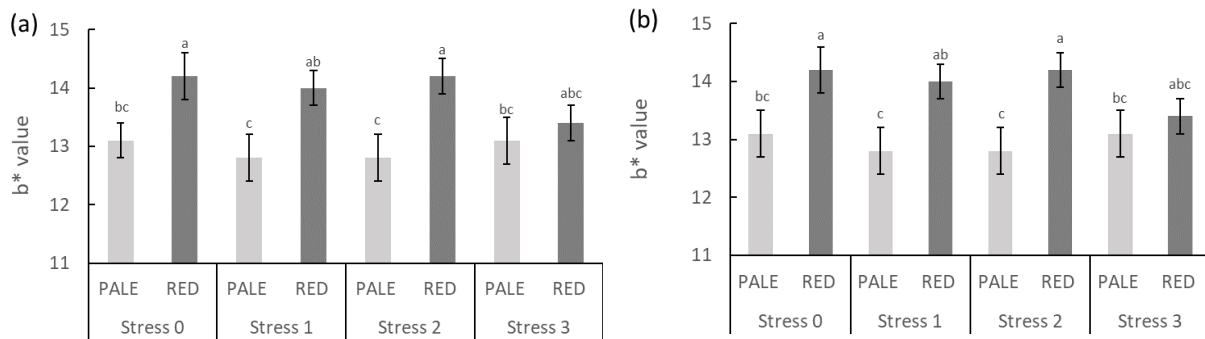 (a)
b* value
15
14
13
12
11
bc
a
c
ab
c
a
bc
abc
PALE RED PALE RED PALE RED PALE RED
Stress 0 Stress 1 Stress 2 Stress 3
(b)
b* value
15
14
13
12
11
bc
a
c
ab
c
a
bc
abc
PALE RED PALE RED PALE RED PALE RED
Stress 0 Stress 1 Stress 2 Stress 3